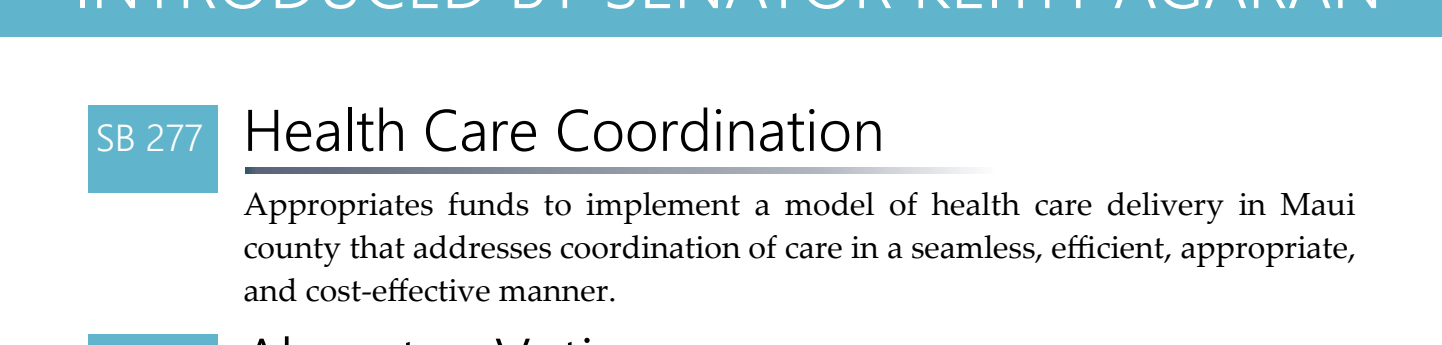 INTRODUCED BY SENATOR KEITH AGARAN
SB 277
Health Care Coordination
Appropriates funds to implement a model of health care delivery in Maui
county that addresses coordination of care in a seamless, efficient, appropriate,
and cost-effective manner.